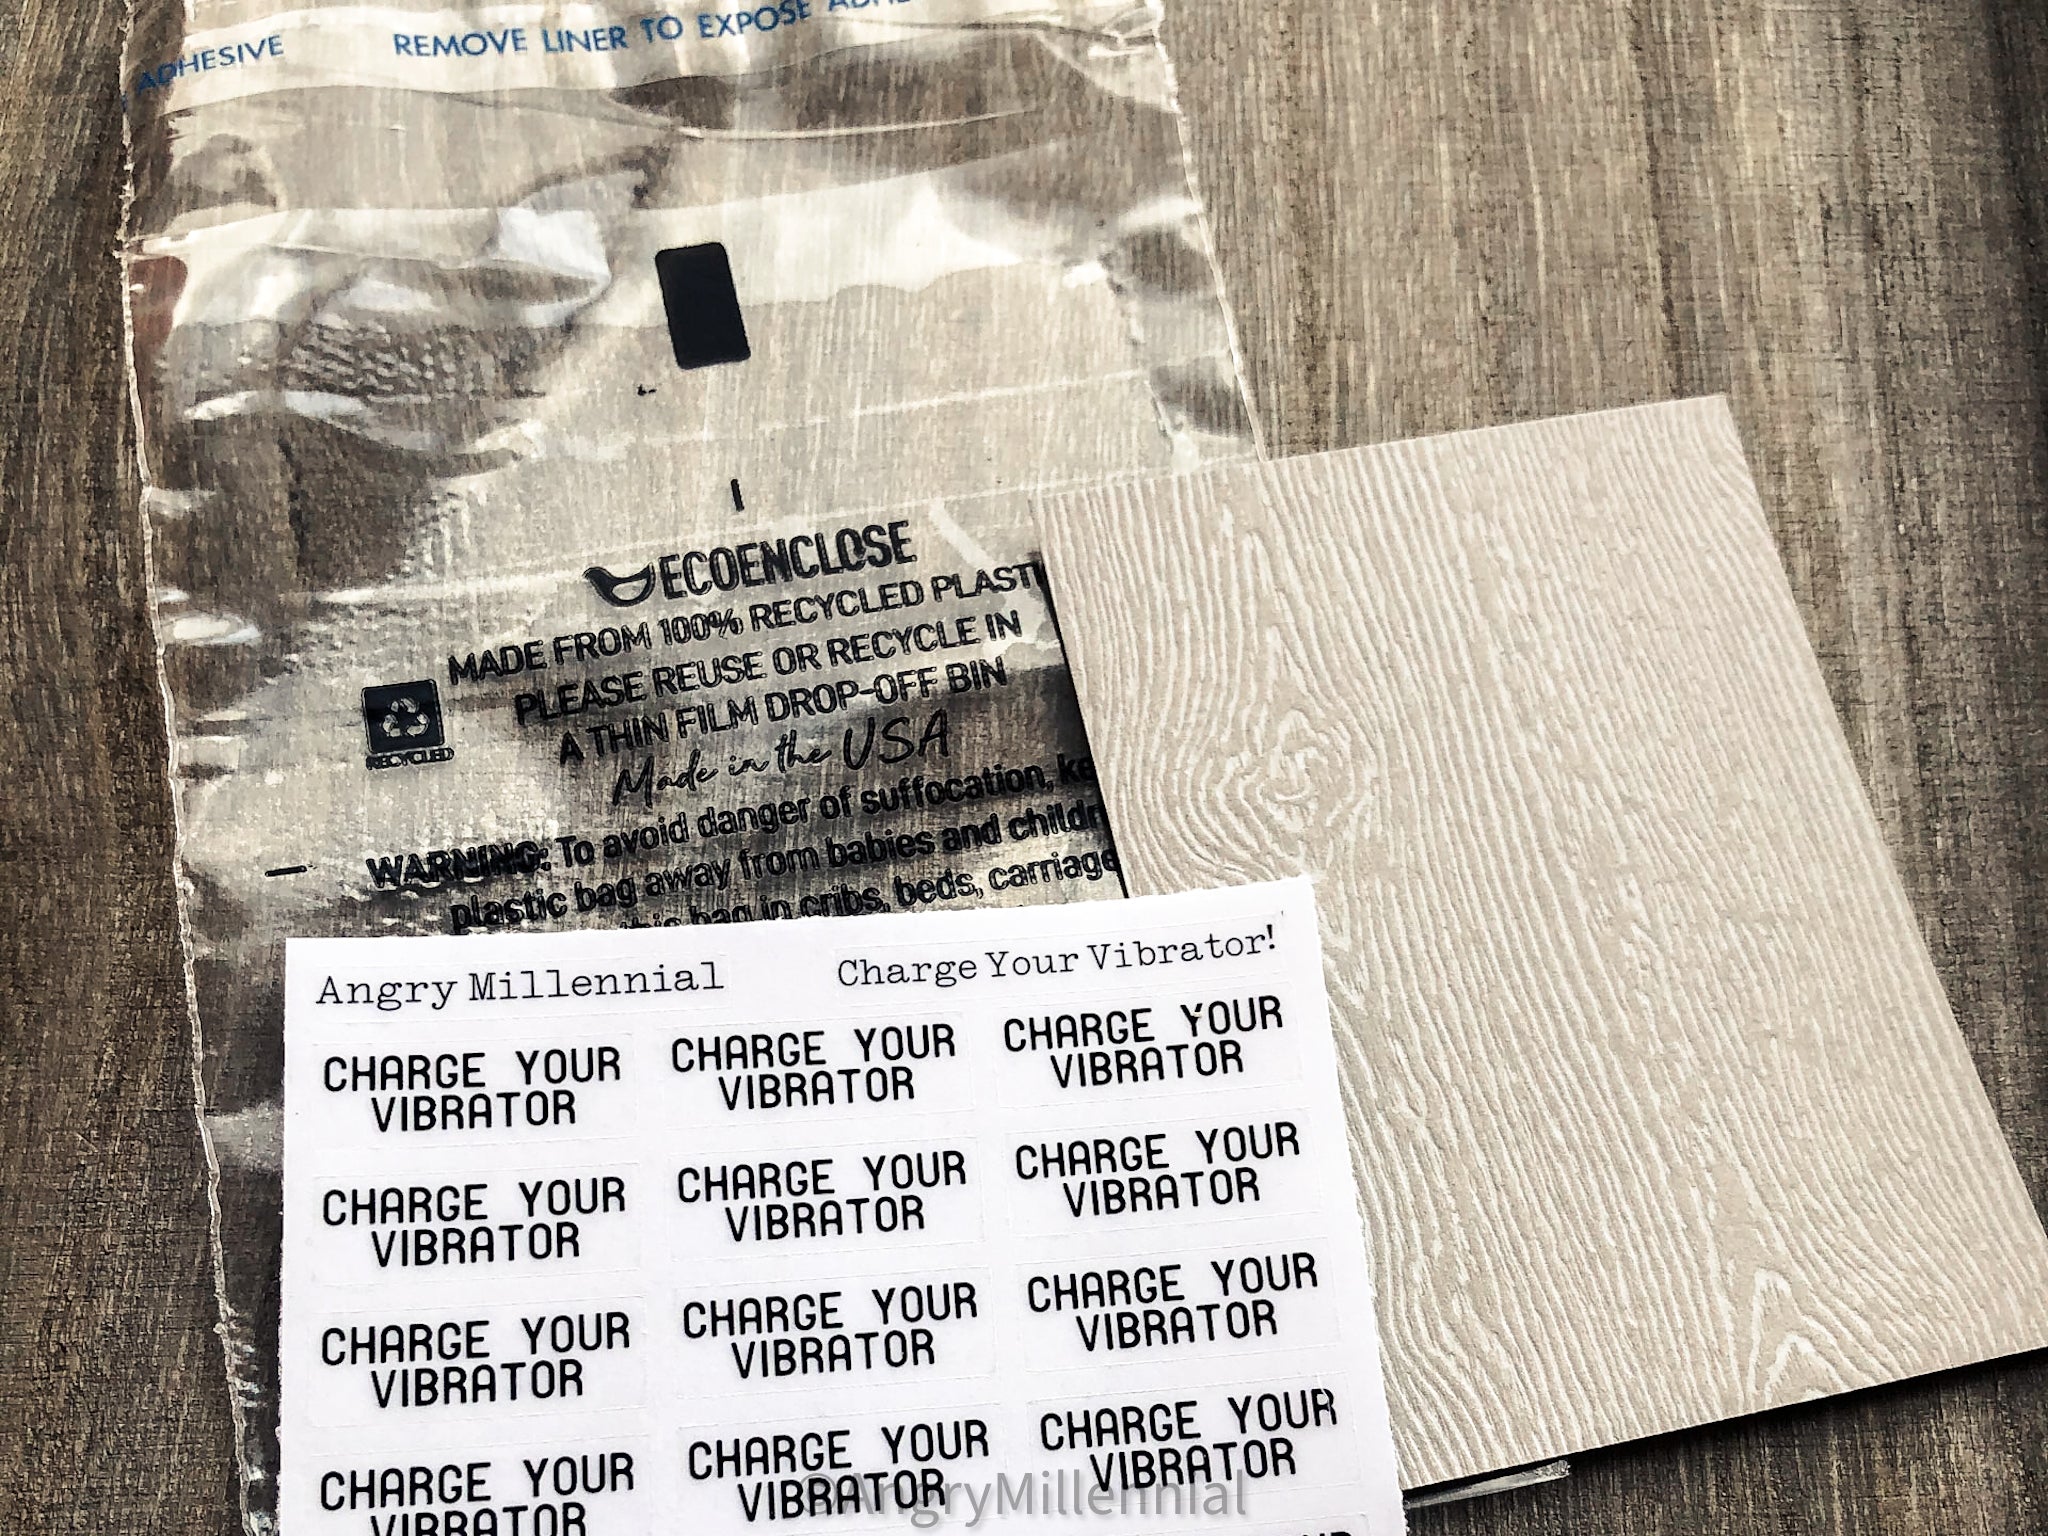 ADHESIVE REMOVE LINER TO EXPOSE
ECOENCLOSE
MADE FROM 100% RECYCLED
PLEASE REUSE OR RECYCLE IN
A THIN FILM DROP-OFF BIN
RECYCLED
Made in the USA
WARNING: To avoid danger of suffocation,
plastic bag away from babies and
this bag in cribs, beds,
Angry Millennial Charge Your Vibrator!
CHARGE YOUR CHARGE YOUR CHARGE YOUR
VIBRATOR VIBRATOR VIBRATOR
CHARGE YOUR CHARGE YOUR CHARGE YOUR
VIBRATOR VIBRATOR VIBRATOR
CHARGE YOUR CHARGE YOUR CHARGE YOUR
VIBRATOR VIBRATOR VIBRATOR
CHARGE YOUR CHARGE YOUR CHARGE YOUR
VIBRATOR VIBRATOR VIBRATOR
©AngryMillennial